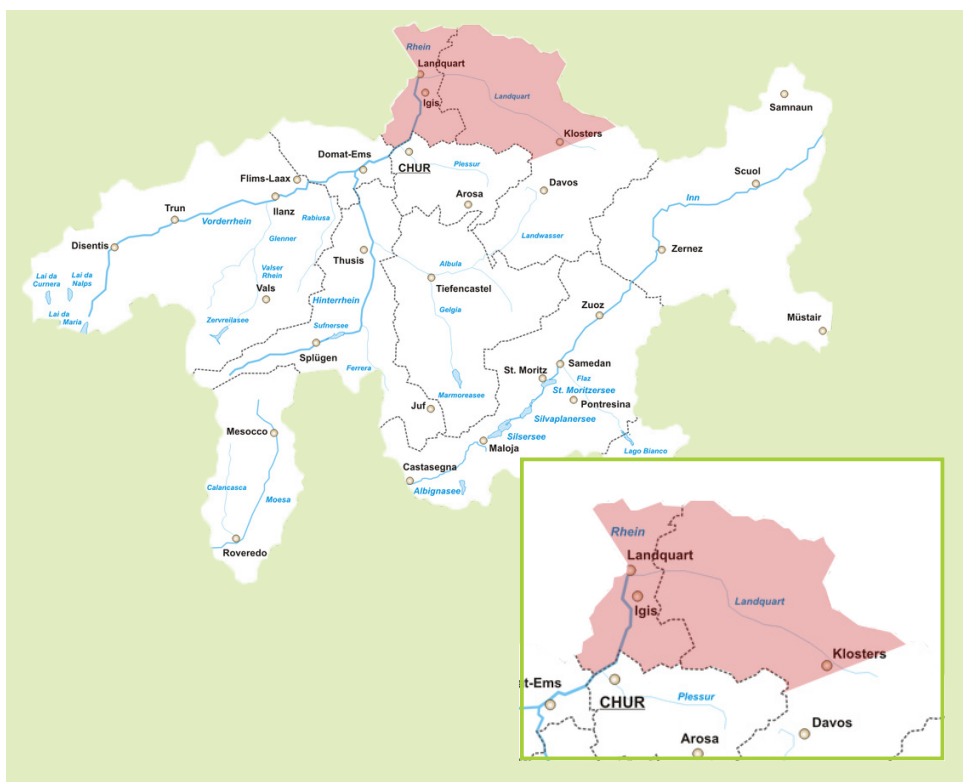 Rhein
Landquart
Igis
Landquart
Samnaun
Klosters
Domat-Ems
CHUR
Plessur
Flims-Laax
Davos
Scuol
Arosa
Inn
Ilanz
Trun
Rabiusa
Vorderrhein
Glenner
Landwasser
Disentis
Thusis
Zernez
Albula
Lai da
Curnera
Lai da
Nalps
Valser
Rhein
Vals
Tiefencastel
Hinterrhein
Gelgia
Zuoz
Lai da
Maria
Zervreilasee
Sufnersee
Müstair
Splügen
Ferrera
Samedan
St. Moritz
Flaz
St. Moritzersee
Marmoreasee
Juf
Pontresina
Silvaplanersee
Mesocco
Silsersee
Maloja
Lago Bianco
Castasegna
Calancasca
Albignasee
Moesa
Roveredo
Rhein
Landquart
Igis
Landquart
Klosters
t-Ems
CHUR
Plessur
Davos
Arosa